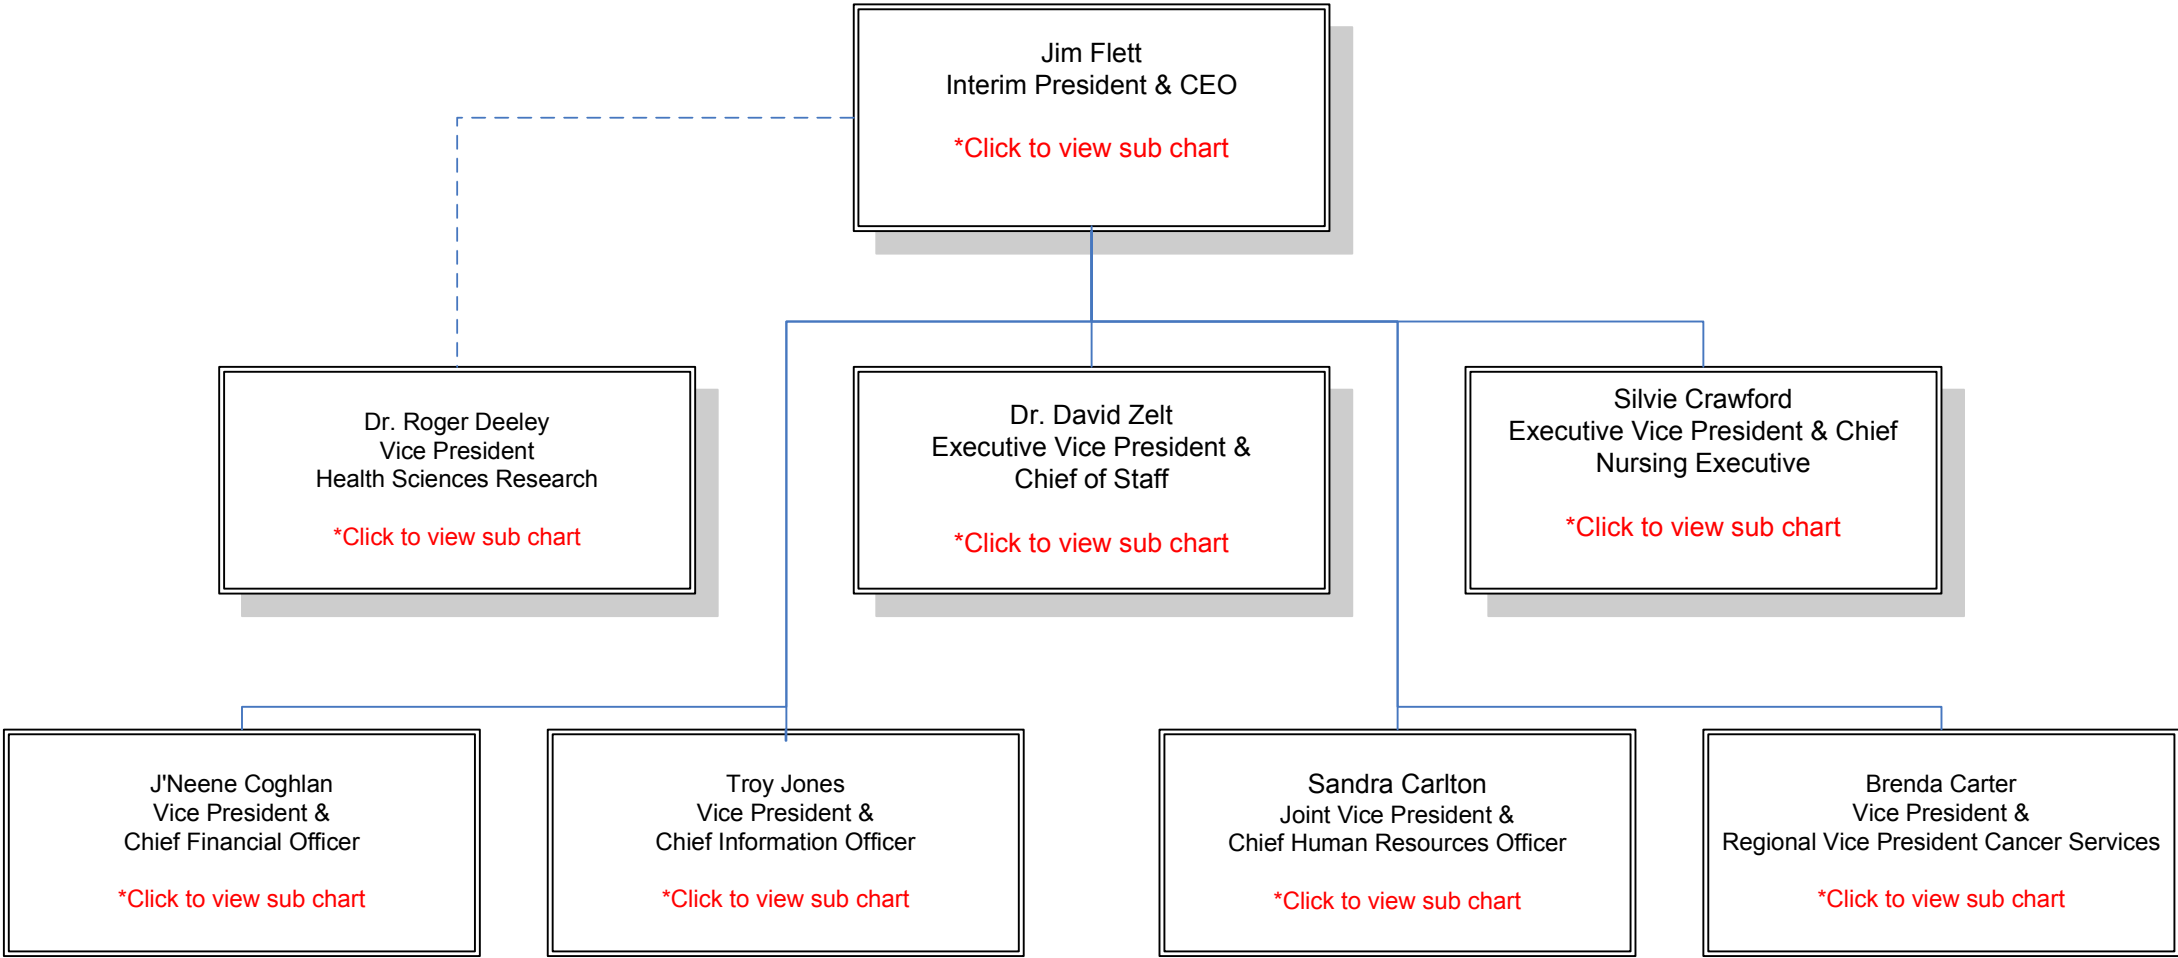 Jim Flett
Interim President & CEO
*Click to view sub chart
Dr. Roger Deeley
Vice President
Health Sciences Research
*Click to view sub chart
Dr. David Zelt
Executive Vice President &
Chief of Staff
*Click to view sub chart
Silvie Crawford
Executive Vice President & Chief
Nursing Executive
*Click to view sub chart
J'Neene Coghlan
Vice President &
Chief Financial Officer
*Click to view sub chart
Troy Jones
Vice President &
Chief Information Officer
*Click to view sub chart
Sandra Carlton
Joint Vice President &
Chief Human Resources Officer
*Click to view sub chart
Brenda Carter
Vice President &
Regional Vice President Cancer Services
*Click to view sub chart